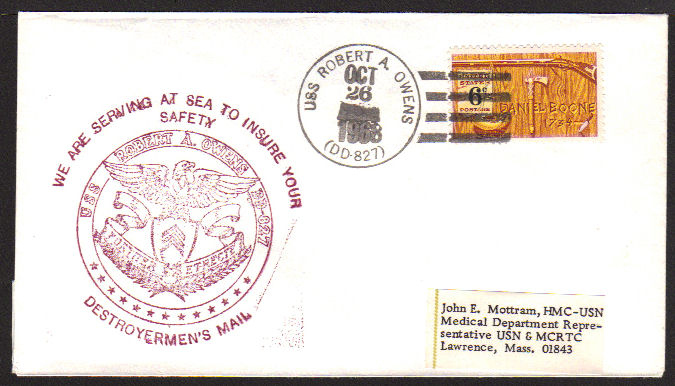 WE ARE SERVING AT SEA TO INSURE YOUR
SAFETY
USS ROBERT A. OWENS DD-827
DESTROYERMEN'S MAIL
USS ROBERT A. OWENS
OCT
26
1968
(DD-827)
UNITED
STATES
6¢
POSTAGE
DANIEL BOONE
1734
John E. Mottram, HMC-USN
Medical Department Repre-
sentative USN & MCRTC
Lawrence, Mass. 01843